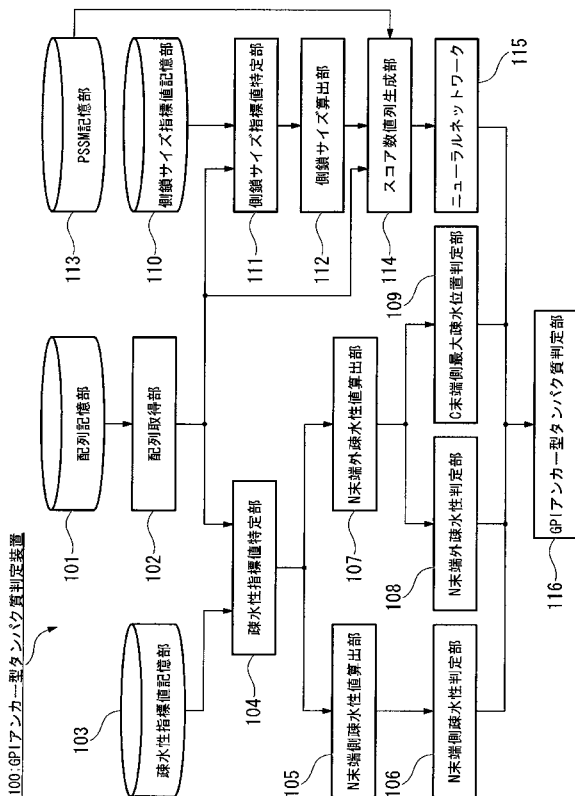 100:GPIアンカー型タンパク質判定装置
103
疎水性指標値記憶部
101
配列記憶部
102
配列取得部
113
PSSM記憶部
110
側鎖サイズ指標値記憶部
104
疎水性指標値特定部
111
側鎖サイズ指標値特定部
112
側鎖サイズ算出部
105
N末端側疎水性値算出部
107
N末端外疎水性値算出部
114
スコア数値列生成部
106
N末端側疎水性判定部
108
N末端外疎水性判定部
109
C末端側最大疎水位置判定部
115
ニューラルネットワーク
116
GPIアンカー型タンパク質判定部